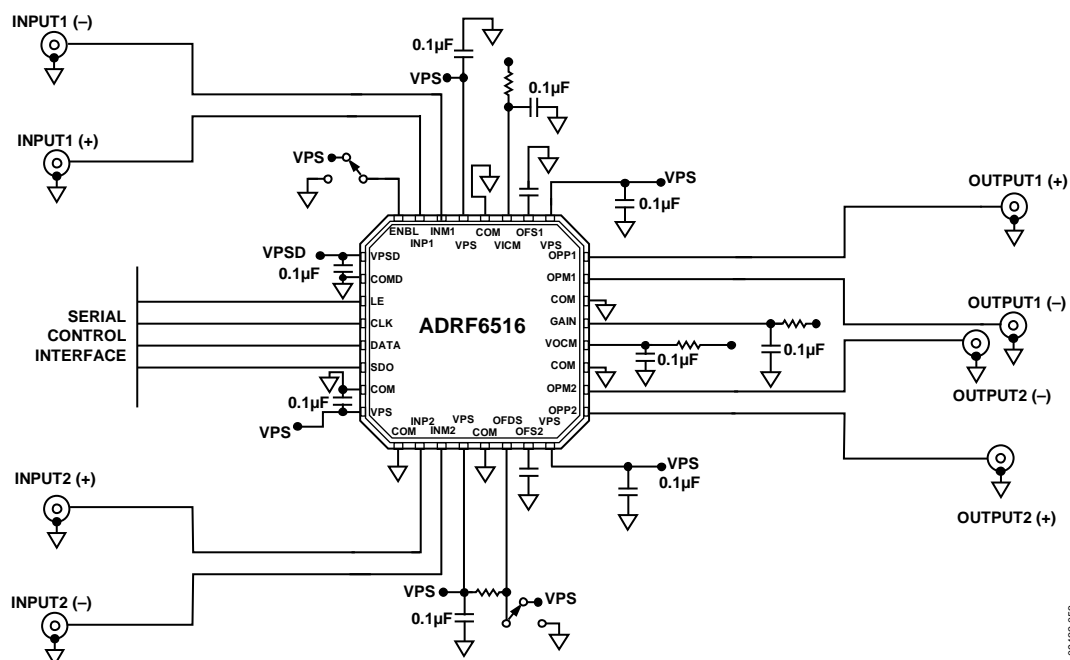 INPUT1 (–)
INPUT1 (+)
0.1µF
VPS
0.1µF
VPS
VPS
0.1µF
OUTPUT1 (+)
ENBL
INP1
INM1
VPS
COM
VICM
OFS1
VPS
VPSD
0.1µF
VPSD
COMD
LE
CLK
DATA
SDO
COM
VPS
SERIAL
CONTROL
INTERFACE
ADRF6516
OPP1
OPM1
COM
GAIN
VOCM
COM
OPM2
OPP2
OUTPUT1 (–)
0.1µF
0.1µF
OUTPUT2 (–)
0.1µF
VPS
COM
INP2
INM2
VPS
COM
OFDS
OFS2
VPS
VPS
0.1µF
OUTPUT2 (+)
INPUT2 (+)
INPUT2 (–)
VPS
0.1µF
VPS